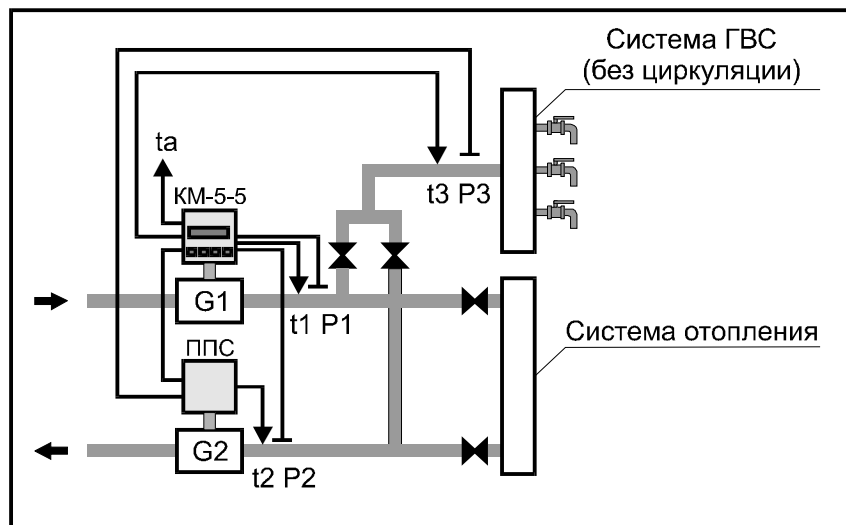 Система ГВС
(без циркуляции)
ta
КМ-5-5
t3 P3
G1
t1 P1
Система отопления
ППС
G2
t2 P2